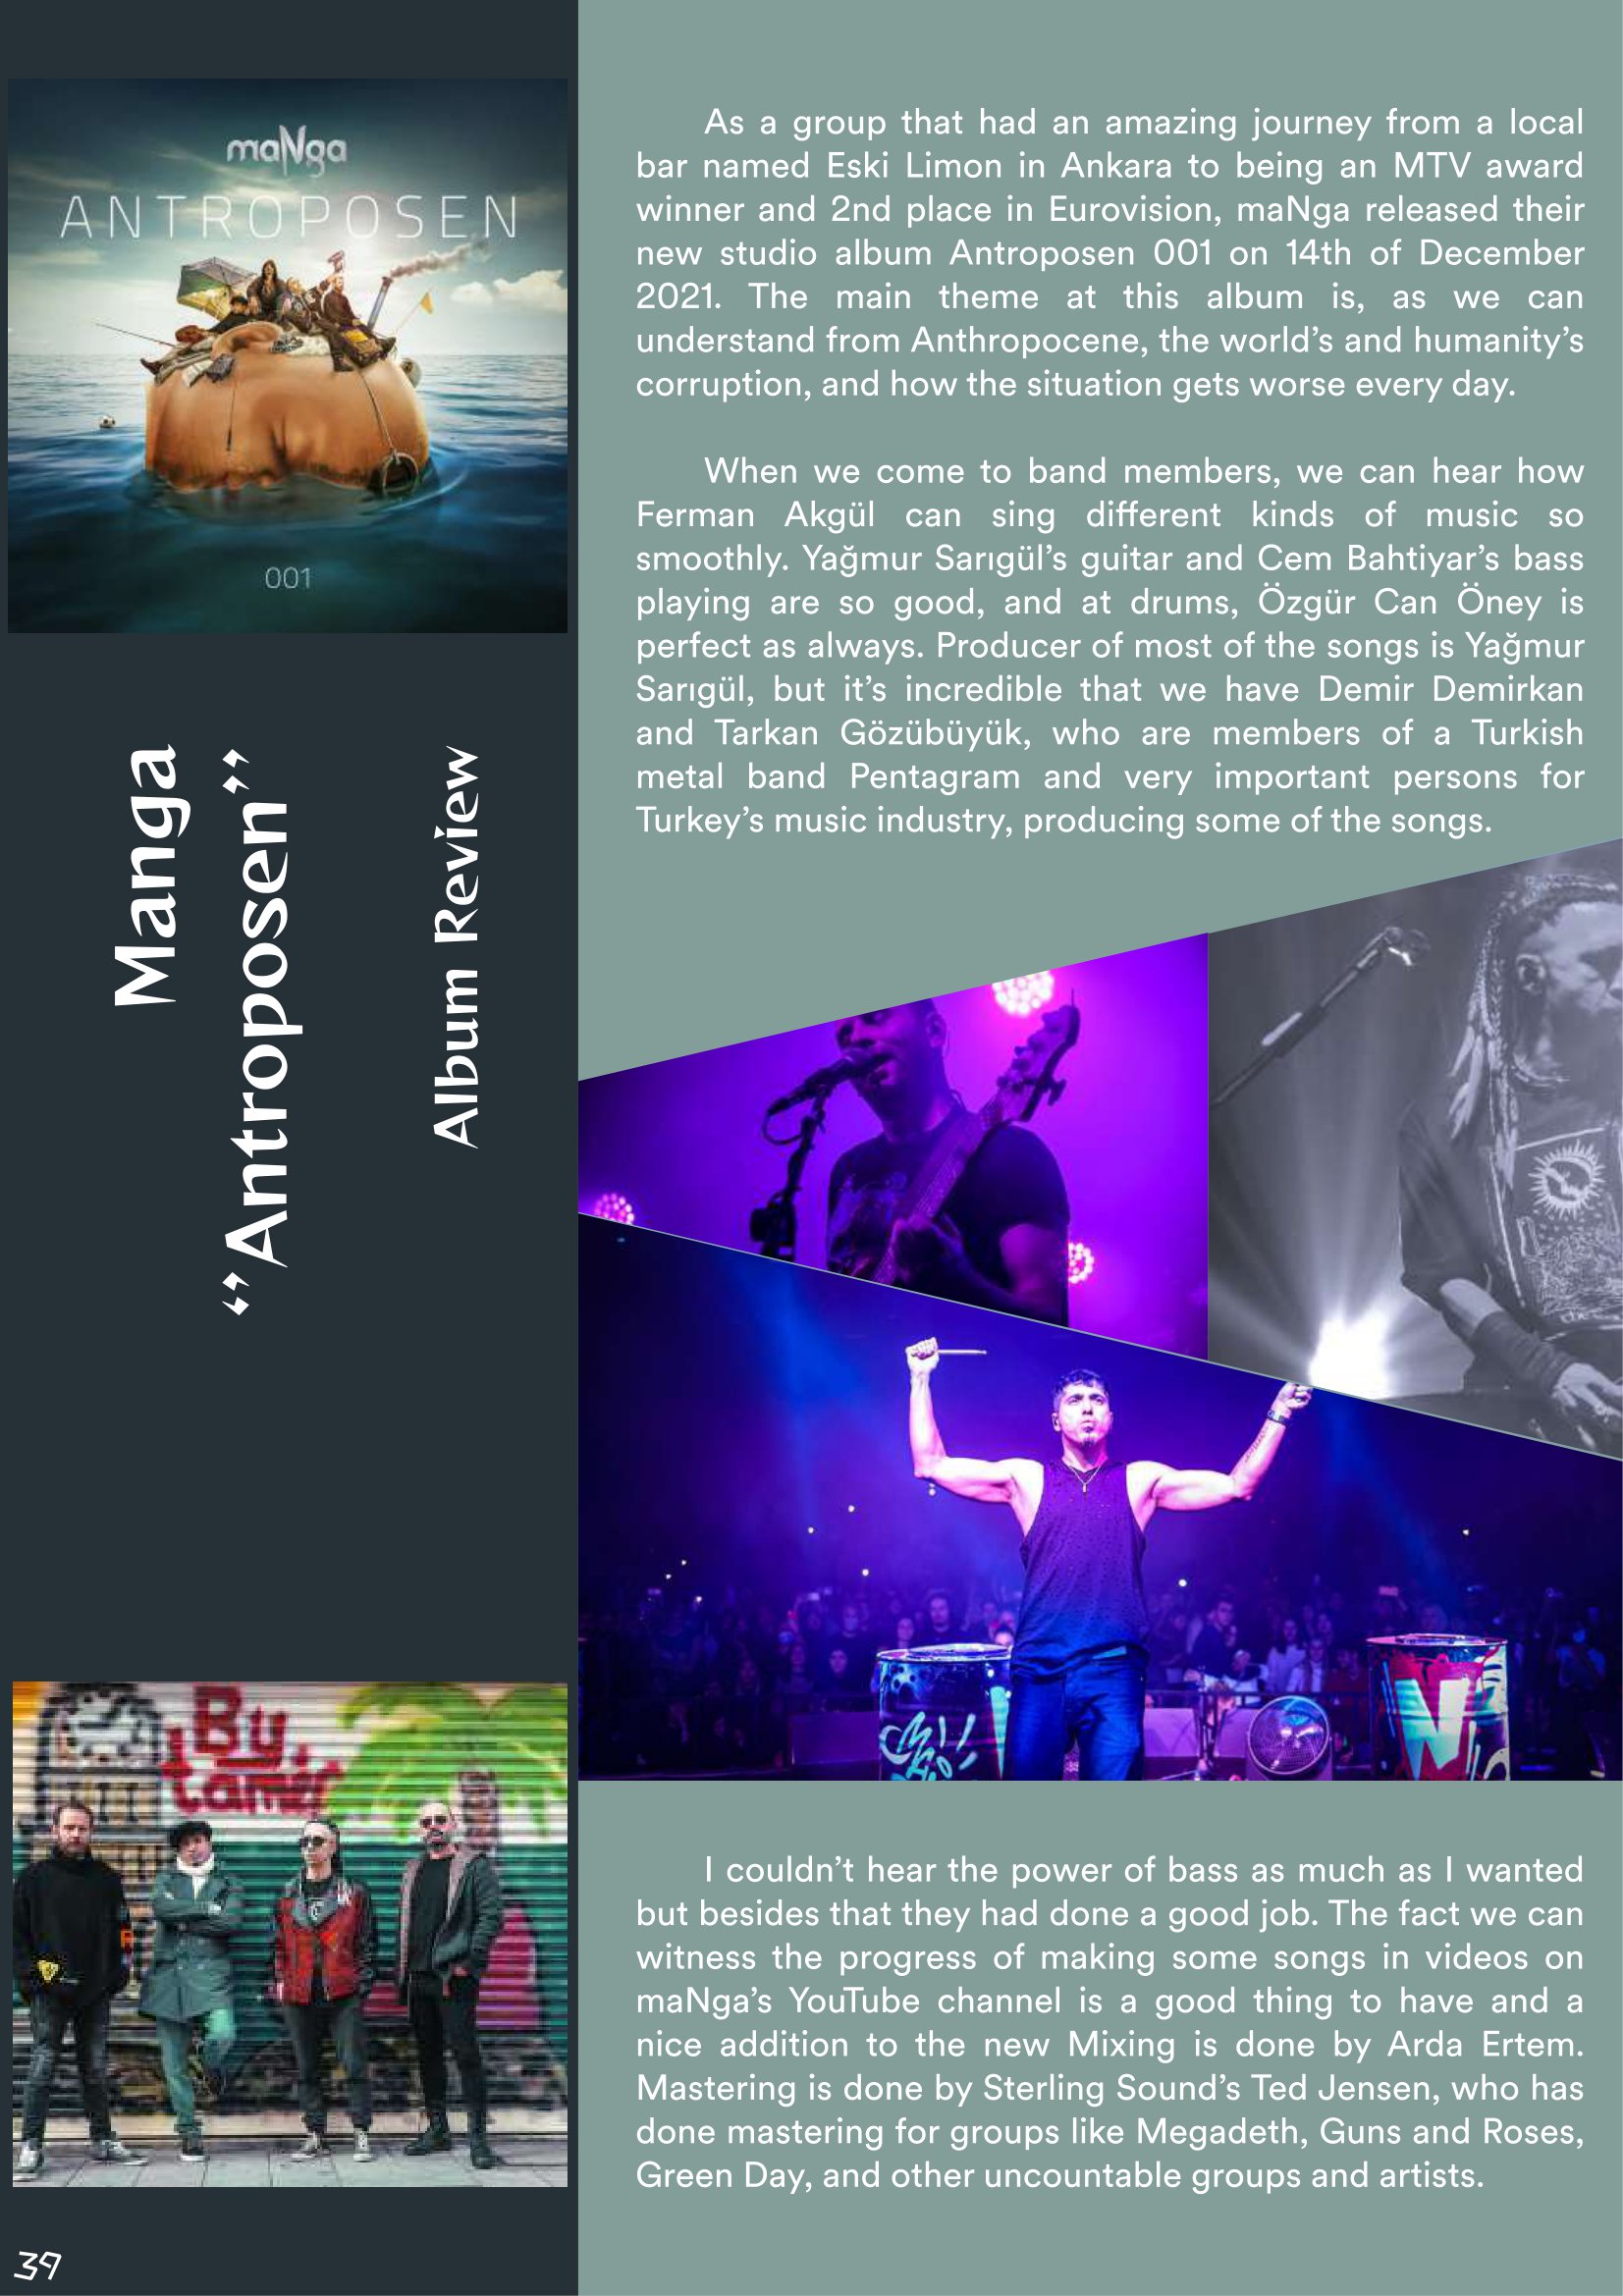 maNga
ANTROPOSEN
001
Manga
“Antroposen”
Album Review
As a group that had an amazing journey from a local
bar named Eski Limon in Ankara to being an MTV award
winner and 2nd place in Eurovision, maNga released their
new studio album Antroposen 001 on 14th of December
2021. The main theme at this album is, as we can
understand from Anthropocene, the world’s and humanity’s
corruption, and how the situation gets worse every day.
When we come to band members, we can hear how
Ferman Akgül can sing different kinds of music so
smoothly. Yağmur Sarıgül’s guitar and Cem Bahtiyar’s bass
playing are so good, and at drums, Özgür Can Öney is
perfect as always. Producer of most of the songs is Yağmur
Sarıgül, but it’s incredible that we have Demir Demirkan
and Tarkan Gözübüyük, who are members of a Turkish
metal band Pentagram and very important persons for
Turkey’s music industry, producing some of the songs.
I couldn’t hear the power of bass as much as I wanted
but besides that they had done a good job. The fact we can
witness the progress of making some songs in videos on
maNga’s YouTube channel is a good thing to have and a
nice addition to the new Mixing is done by Arda Ertem.
Mastering is done by Sterling Sound’s Ted Jensen, who has
done mastering for groups like Megadeth, Guns and Roses,
Green Day, and other uncountable groups and artists.
By
39